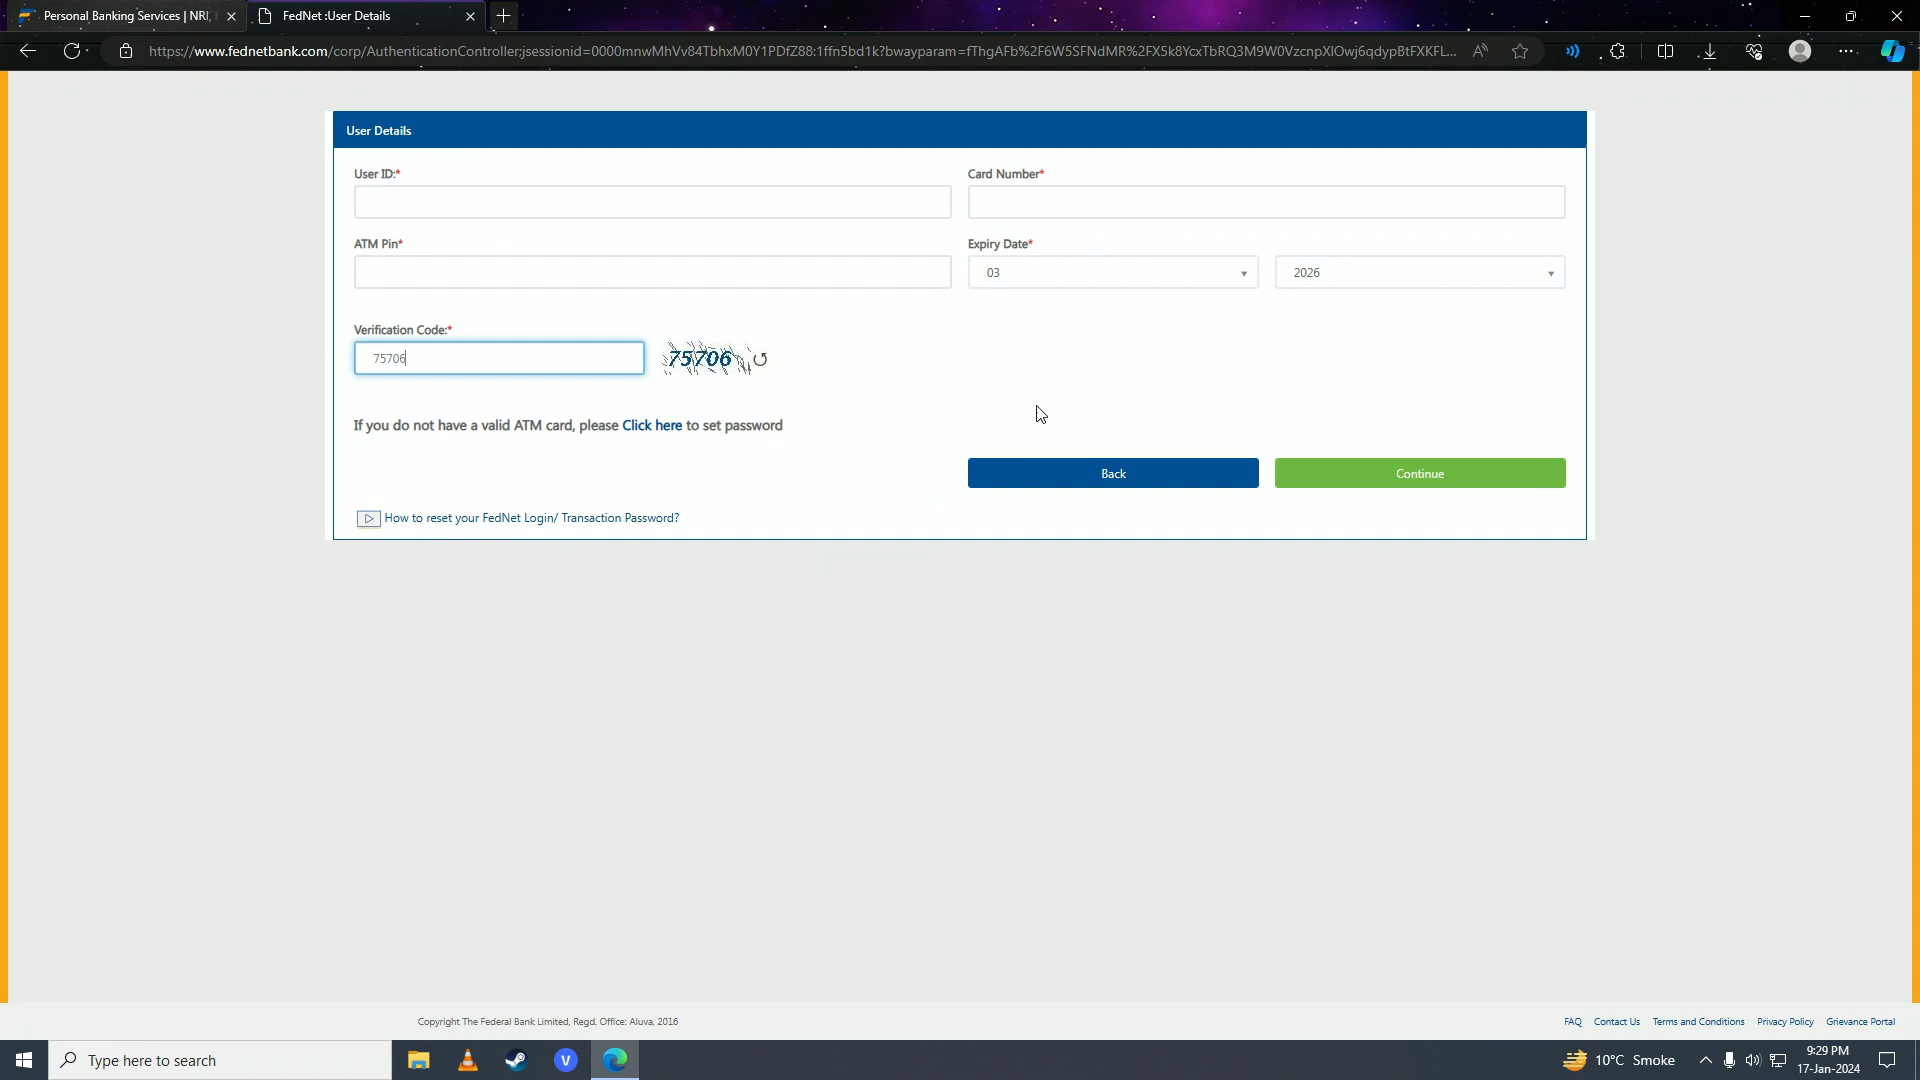 Personal Banking Services | NRI,
FedNet :User Details
https://www.fednetbank.com/corp/AuthenticationController;jsessionid=0000mnwMhVv84TbhxM0Y1PDfZ88:1ffn5bd1k?bwayparam=fThgAFb%2F6W5SFNdMR%2FX5k8YcxTbRQ3M9W0VzcnpXlOwj6qdypBtFXKFL...
User Details
User ID:*
Card Number*
ATM Pin*
Expiry Date*
03
2026
Verification Code:*
75706
75706
If you do not have a valid ATM card, please Click here to set password
Back
Continue
How to reset your FedNet Login/ Transaction Password?
Copyright The Federal Bank Limited, Regd. Office: Aluva, 2016
FAQ Contact Us Terms and Conditions Privacy Policy Grievance Portal
Type here to search
10°C Smoke
9:29 PM
17-Jan-2024